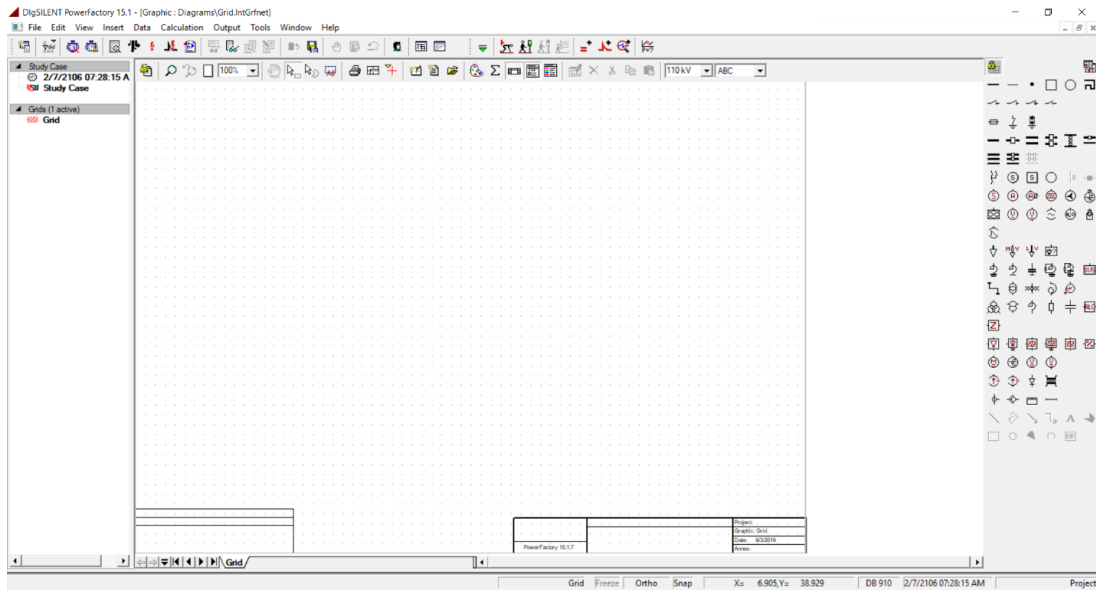 DIgSILENT PowerFactory 15.1 - [Graphic : Diagrams\Grid.IntGrfnet]
File Edit View Insert Data Calculation Output Tools Window Help
Study Case
2/7/2106 07:28:15 A
Study Case
Grids (1 active)
Grid
100%
110 kV
ABC
Project:
Graphic: Grid
Date: 9/3/2019
PowerFactory 15.1.7
Annex:
Grid
Grid Freeze Ortho Snap X= 6.905,Y= 38.929 DB 910 2/7/2106 07:28:15 AM Project